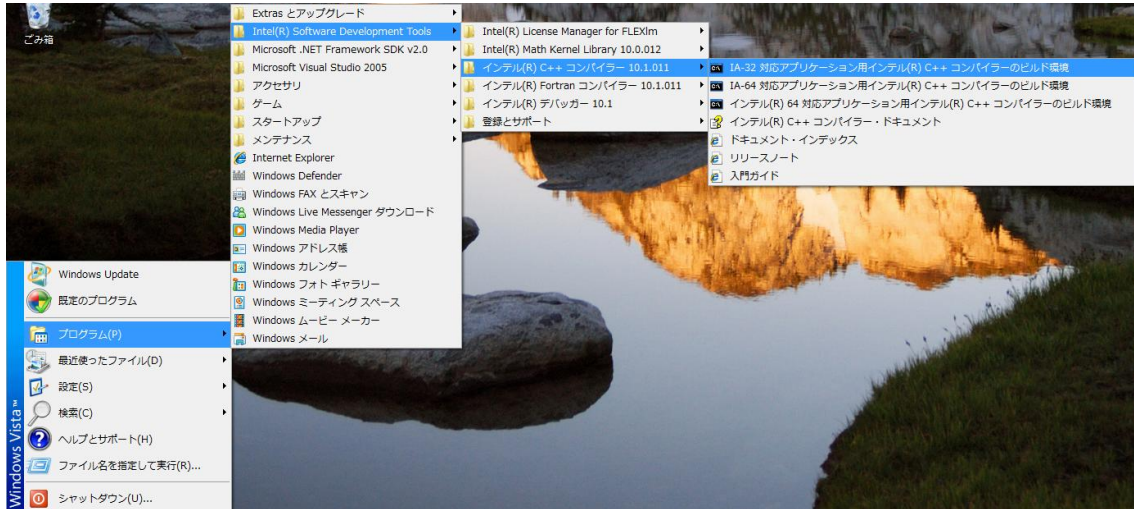 ごみ箱
Extras とアップグレード
Intel(R) Software Development Tools
Microsoft .NET Framework SDK v2.0
Microsoft Visual Studio 2005
アクセサリ
ゲーム
スタートアップ
メンテナンス
Internet Explorer
Windows Defender
Windows FAX とスキャン
Windows Live Messenger ダウンロード
Windows Media Player
Windows アドレス帳
Windows カレンダー
Windows フォト ギャラリー
Windows ミーティング スペース
Windows ムービー メーカー
Windows メール
Intel(R) License Manager for FLEXlm
Intel(R) Math Kernel Library 10.0.012
インテル(R) C++ コンパイラー 10.1.011
インテル(R) Fortran コンパイラー 10.1.011
インテル(R) デバッガー 10.1
登録とサポート
IA-32 対応アプリケーション用インテル(R) C++ コンパイラーのビルド環境
IA-64 対応アプリケーション用インテル(R) C++ コンパイラーのビルド環境
インテル(R) 64 対応アプリケーション用インテル(R) C++ コンパイラーのビルド環境
インテル(R) C++ コンパイラー・ドキュメント
ドキュメント・インデックス
リリースノート
入門ガイド
Windows Update
既定のプログラム
プログラム(P)
最近使ったファイル(D)
設定(S)
検索(C)
ヘルプとサポート(H)
ファイル名を指定して実行(R)...
シャットダウン(U)...
Windows Vista™